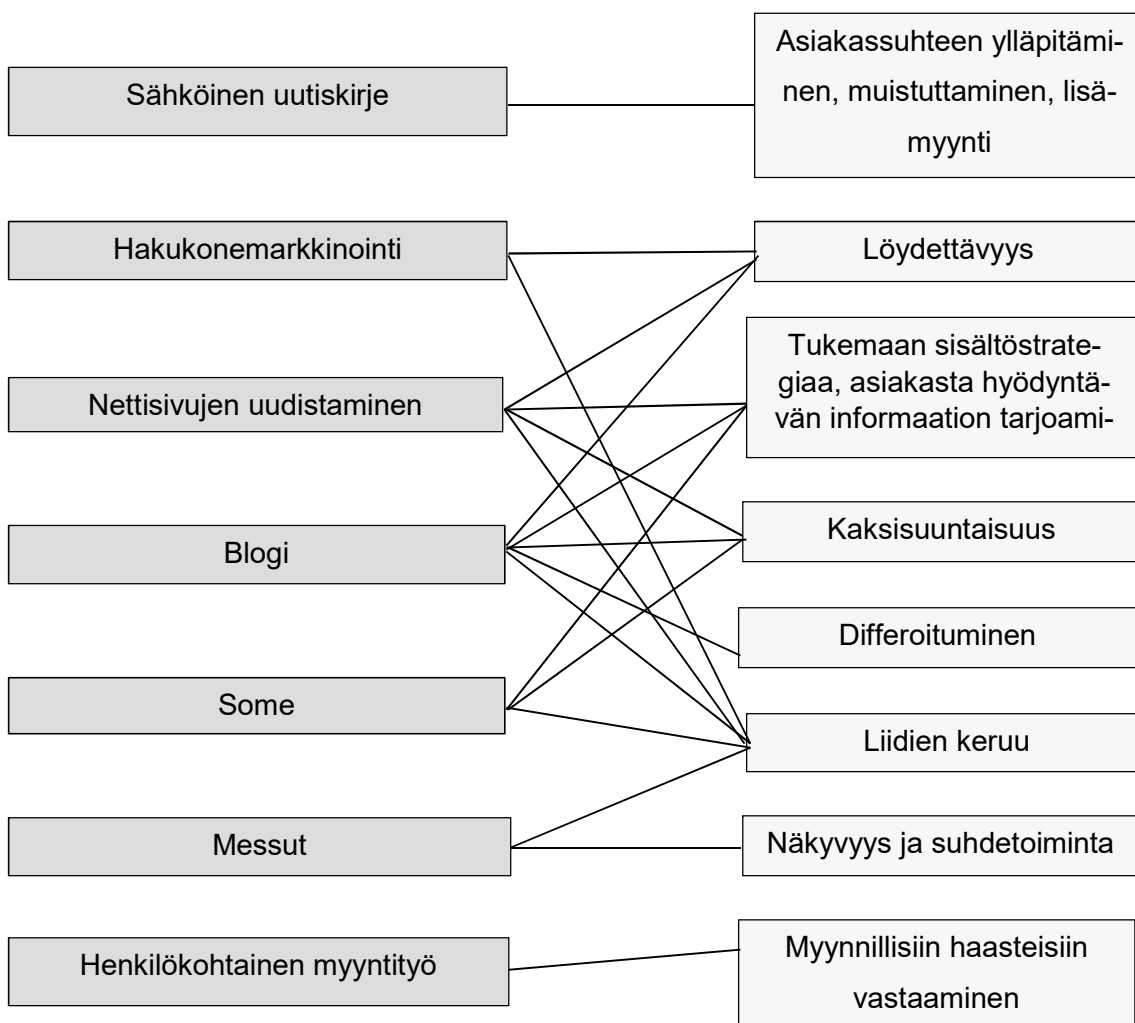 Sähköinen uutiskirje
Asiakassuhteen ylläpitämi-
nen, muistuttaminen, lisä-
myynti
Hakukonemarkkinointi
Löydettävyys
Nettisivujen uudistaminen
Tukemaan sisältöstrate-
giaa, asiakasta hyödyntä-
vän informaation tarjoami-
Blogi
Kaksisuuntaisuus
Differoituminen
Some
Liidien keruu
Messut
Näkyvyys ja suhdetoiminta
Henkilökohtainen myyntityö
Myynnillisiin haasteisiin
vastaaminen